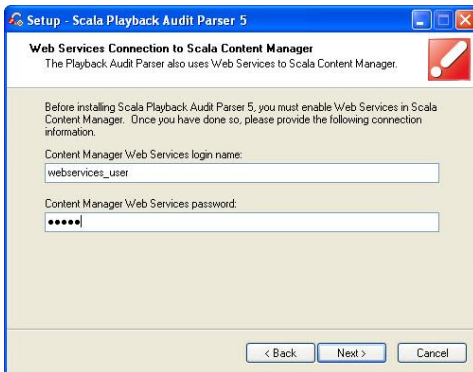 Setup - Scala Playback Audit Parser 5
Web Services Connection to Scala Content Manager
The Playback Audit Parser also uses Web Services to Scala Content Manager.
Before installing Scala Playback Audit Parser 5, you must enable Web Services in Scala
Content Manager. Once you have done so, please provide the following connection
information.
Content Manager Web Services login name:
webservices_user
Content Manager Web Services password:
●●●●●
< Back
Next >
Cancel